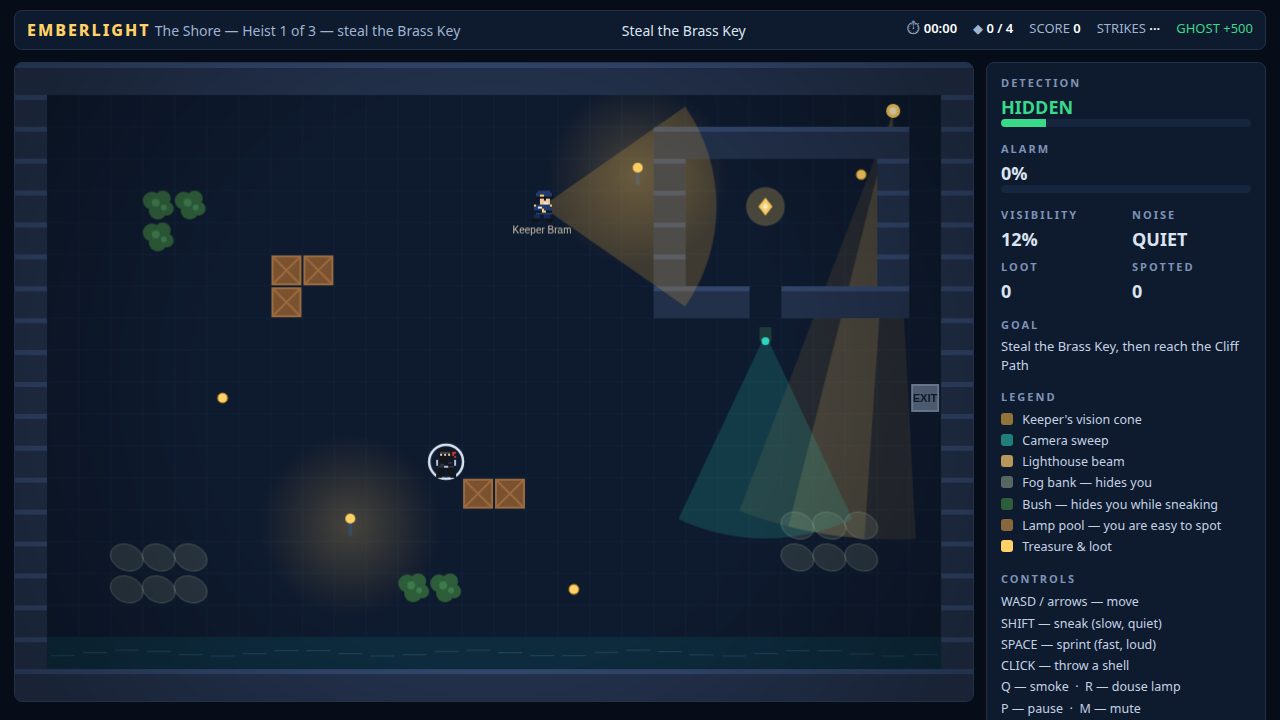 EMBERLIGHT The Shore — Heist 1 of 3 — steal the Brass Key
Steal the Brass Key
⏱ 00:00 ◆ 0 / 4 SCORE 0 STRIKES ··· GHOST +500
Keeper Bram
EXIT
DETECTION
HIDDEN
ALARM
0%
VISIBILITY NOISE
12% QUIET
LOOT SPOTTED
0 0
GOAL
Steal the Brass Key, then reach the Cliff
Path
LEGEND
Keeper's vision cone
Camera sweep
Lighthouse beam
Fog bank — hides you
Bush — hides you while sneaking
Lamp pool — you are easy to spot
Treasure & loot
CONTROLS
WASD / arrows — move
SHIFT — sneak (slow, quiet)
SPACE — sprint (fast, loud)
CLICK — throw a shell
Q — smoke · R — douse lamp
P — pause · M — mute